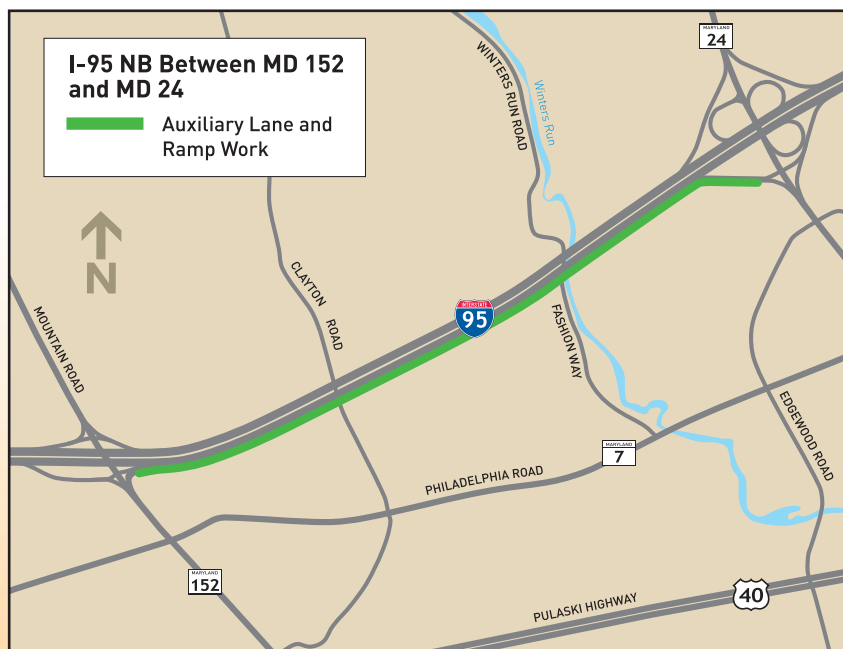 I-95 NB Between MD 152
and MD 24
Auxiliary Lane and
Ramp Work
N
MARYLAND
24
WINTERS RUN ROAD
Winters Run
MOUNTAIN ROAD
CLAYTON ROAD
INTERSTATE
95
FASHION WAY
EDGEWOOD ROAD
MARYLAND
7
PHILADELPHIA ROAD
MARYLAND
152
PULASKI HIGHWAY
40